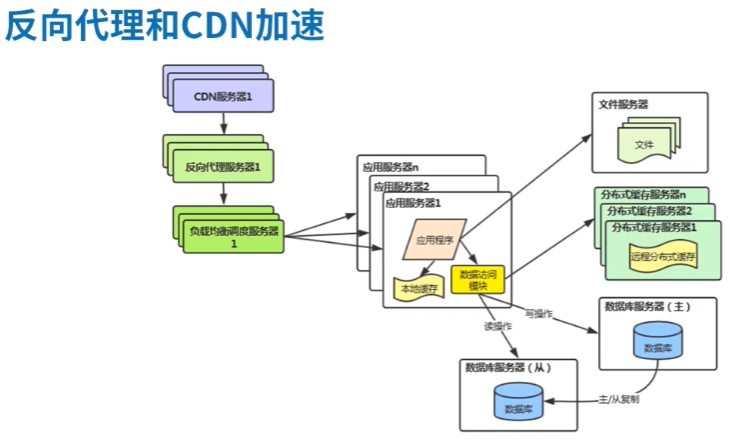 反向代理和CDN加速
CDN服务器1
反向代理服务器1
负载均衡调度服务器
1
应用服务器n
应用服务器2
应用服务器1
应用程序
本地缓存
数据访问
模块
文件服务器
文件
分布式缓存服务器n
分布式缓存服务器2
分布式缓存服务器1
远程分布式缓存
读操作
写操作
数据库服务器（主）
数据库
数据库服务器（从）
数据库
主/从复制